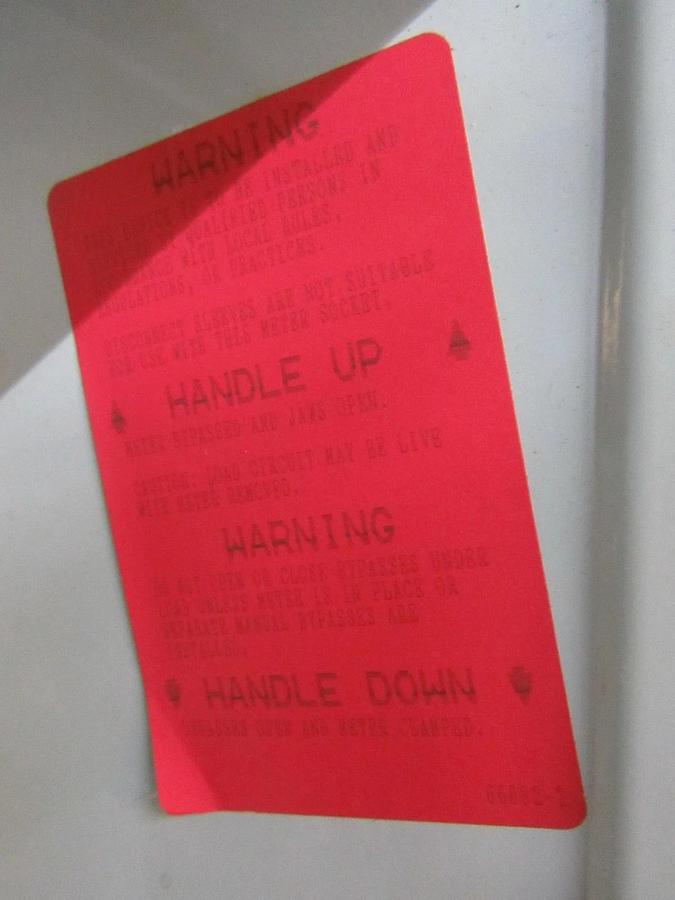 WARNING
THIS DEVICE IS TO BE INSTALLED AND
QUALIFIED PERSONS IN
WITH LOCAL RULES,
REGULATIONS, OR PRACTICES.
DISCONNECT SLEEVES ARE NOT SUITABLE
FOR USE WITH THIS METER SOCKET.
HANDLE UP
METER BYPASSED AND JAWS OPEN.
CAUTION: LOAD CIRCUIT MAY BE LIVE
WITH METER REMOVED.
WARNING
DO NOT OPEN OR CLOSE BYPASSES UNDER
LOAD UNLESS METER IS IN PLACE OR
SEPARATE MANUAL BYPASSES ARE
INSTALLED.
HANDLE DOWN
BYPASSES OPEN AND METER CLAMPED.